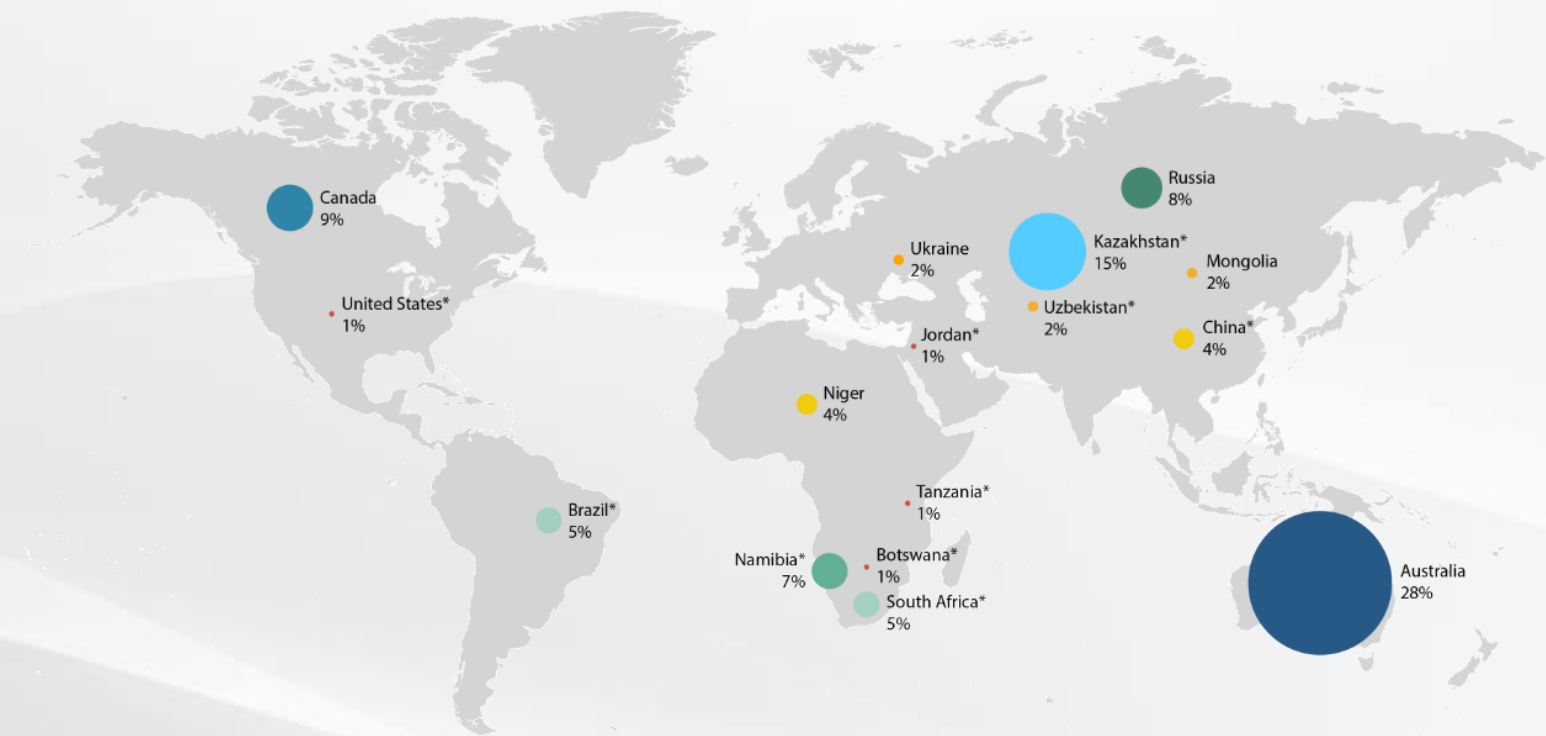 Canada
9%
United States*
1%
Brazil*
5%
Russia
8%
Kazakhstan*
15%
Ukraine
2%
Mongolia
2%
Uzbekistan*
2%
China*
4%
Jordan*
1%
Niger
4%
Tanzania*
1%
Namibia*
7%
Botswana*
1%
South Africa*
5%
Australia
28%